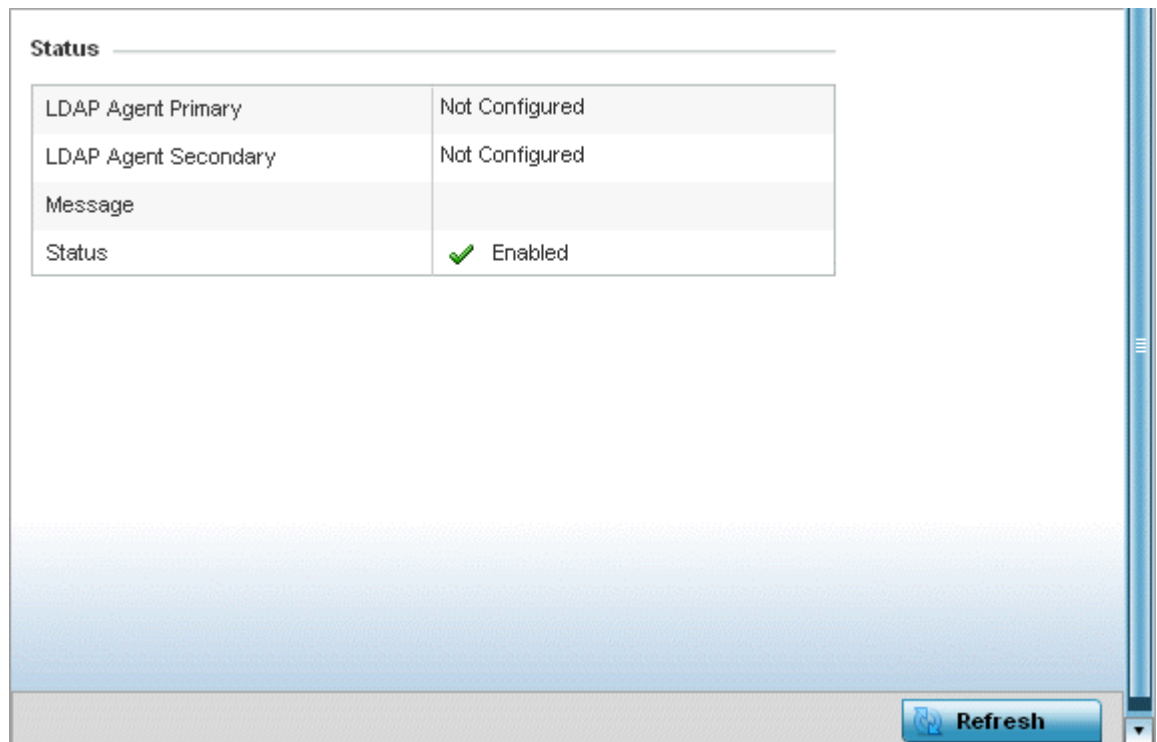 Status
LDAP Agent Primary Not Configured
LDAP Agent Secondary Not Configured
Message
Status Enabled
Refresh